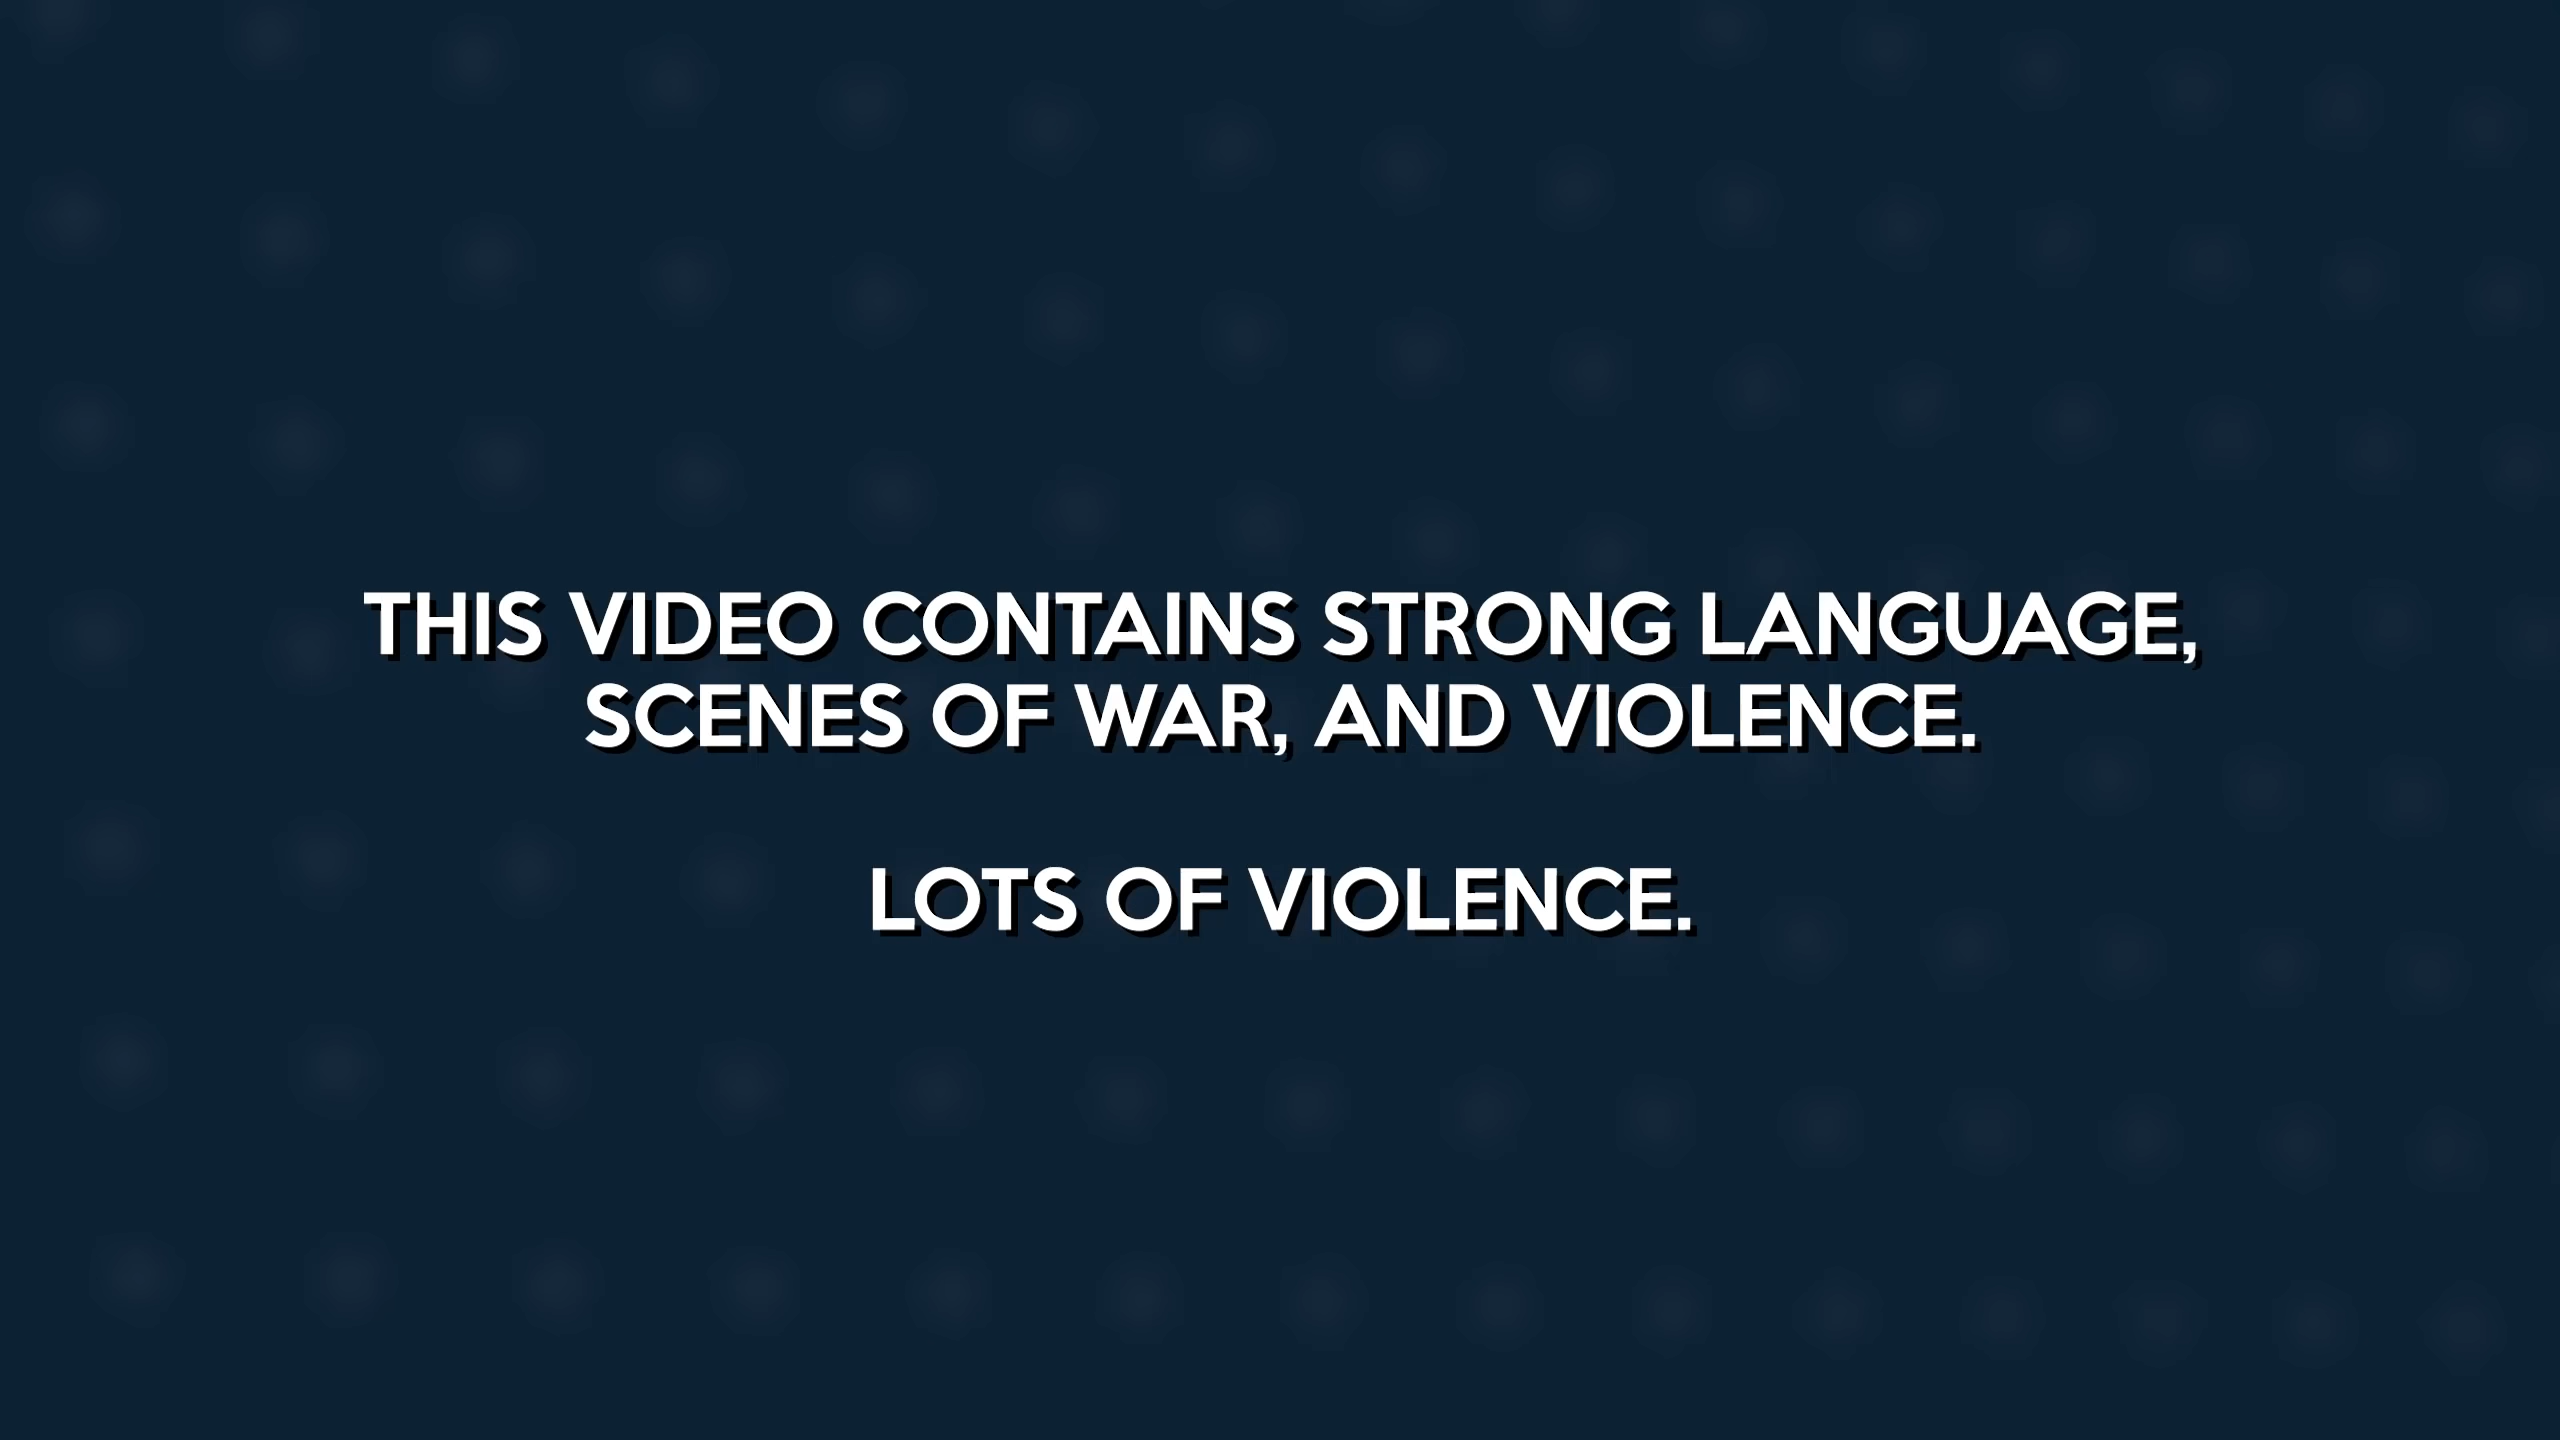 THIS VIDEO CONTAINS STRONG LANGUAGE,
SCENES OF WAR, AND VIOLENCE.
LOTS OF VIOLENCE.